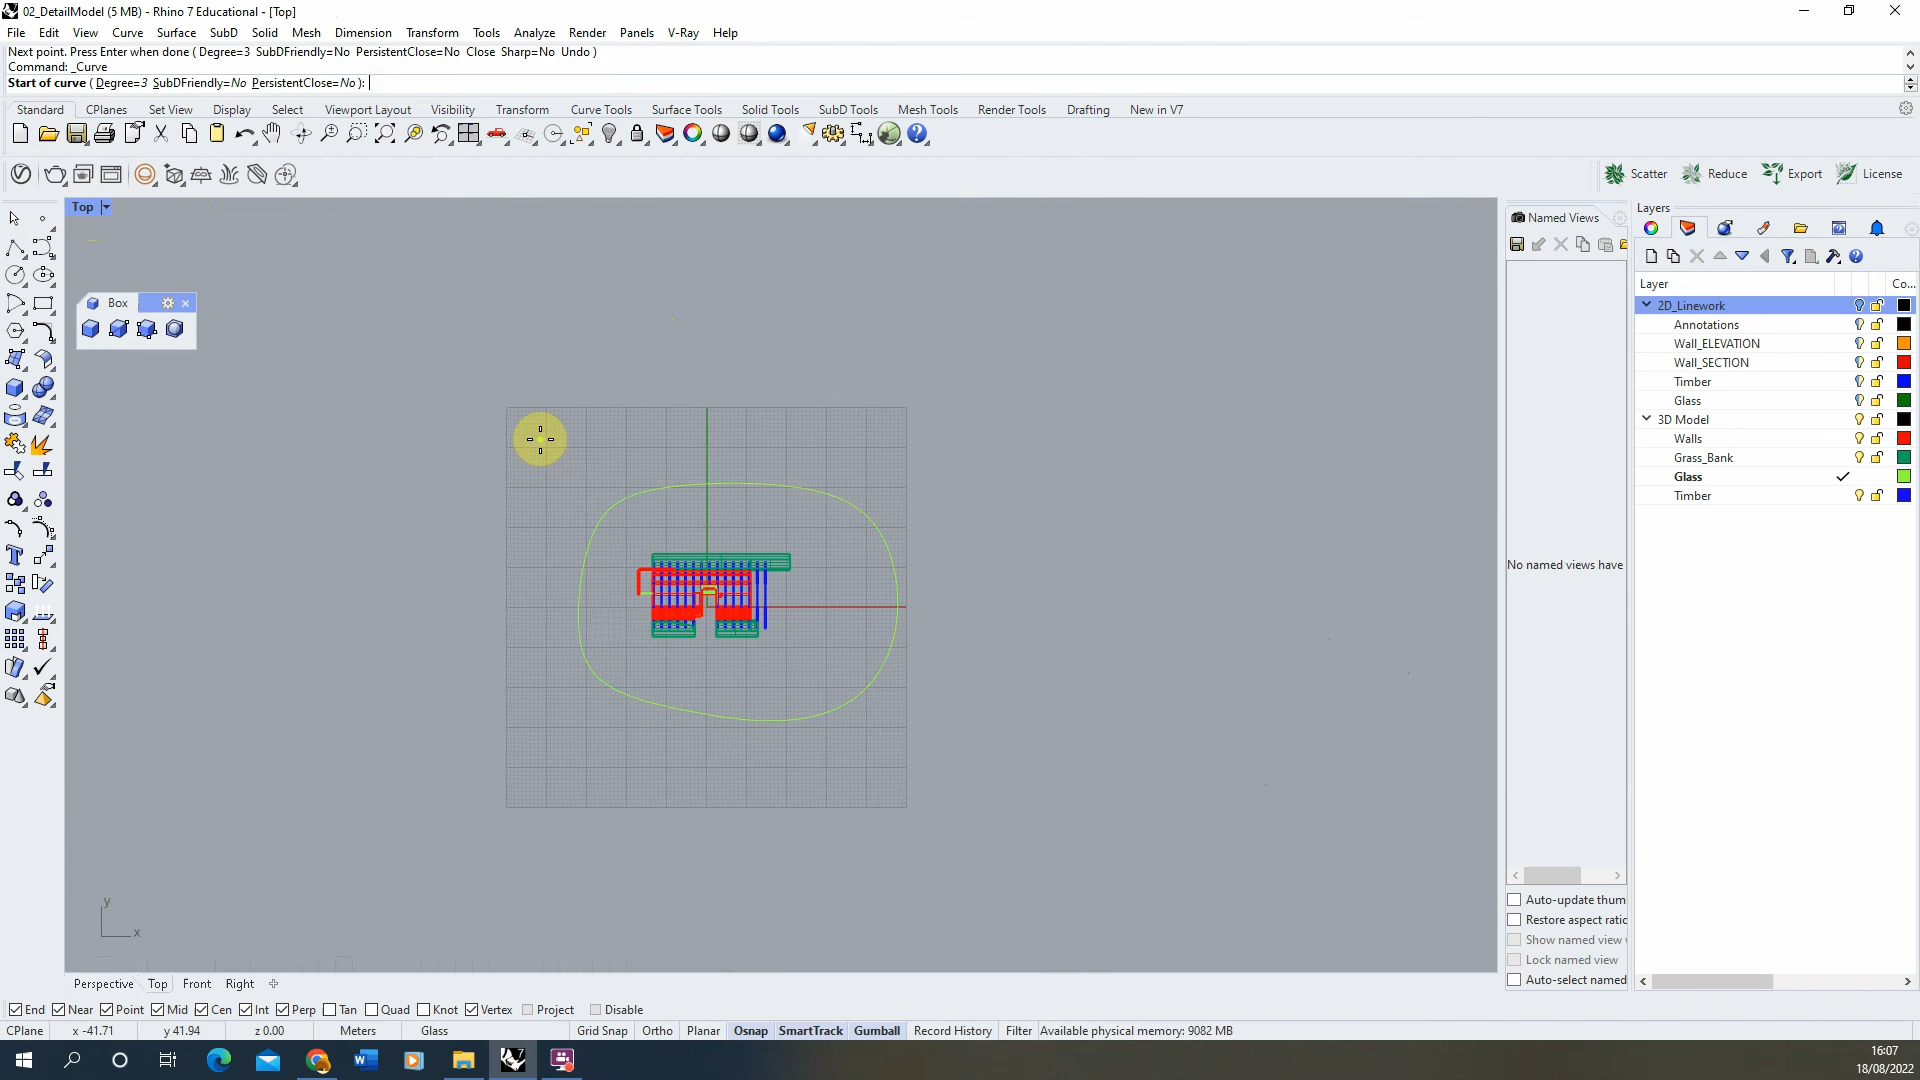 02_DetailModel (5 MB) - Rhino 7 Educational - [Top]
File Edit View Curve Surface SubD Solid Mesh Dimension Transform Tools Analyze Render Panels V-Ray Help
Next point. Press Enter when done ( Degree=3 SubDFriendly=No PersistentClose=No Close Sharp=No Undo )
Command: _Curve
Start of curve ( Degree=3 SubDFriendly=No PersistentClose=No ):
Standard CPlanes Set View Display Select Viewport Layout Visibility Transform Curve Tools Surface Tools Solid Tools SubD Tools Mesh Tools Render Tools Drafting New in V7
Scatter Reduce Export License
Top
Named Views
Layers
Box
Layer Co...
2D_Linework
Annotations
Wall_ELEVATION
Wall_SECTION
Timber
Glass
3D Model
Walls
Grass_Bank
Glass
Timber
No named views have
y
x
Auto-update thum
Restore aspect ratio
Show named view
Lock named view
Auto-select named
Perspective Top Front Right
End Near Point Mid Cen Int Perp Tan Quad Knot Vertex Project Disable
CPlane x -41.71 y 41.94 z 0.00 Meters Glass Grid Snap Ortho Planar Osnap SmartTrack Gumball Record History Filter Available physical memory: 9082 MB
16:07
18/08/2022